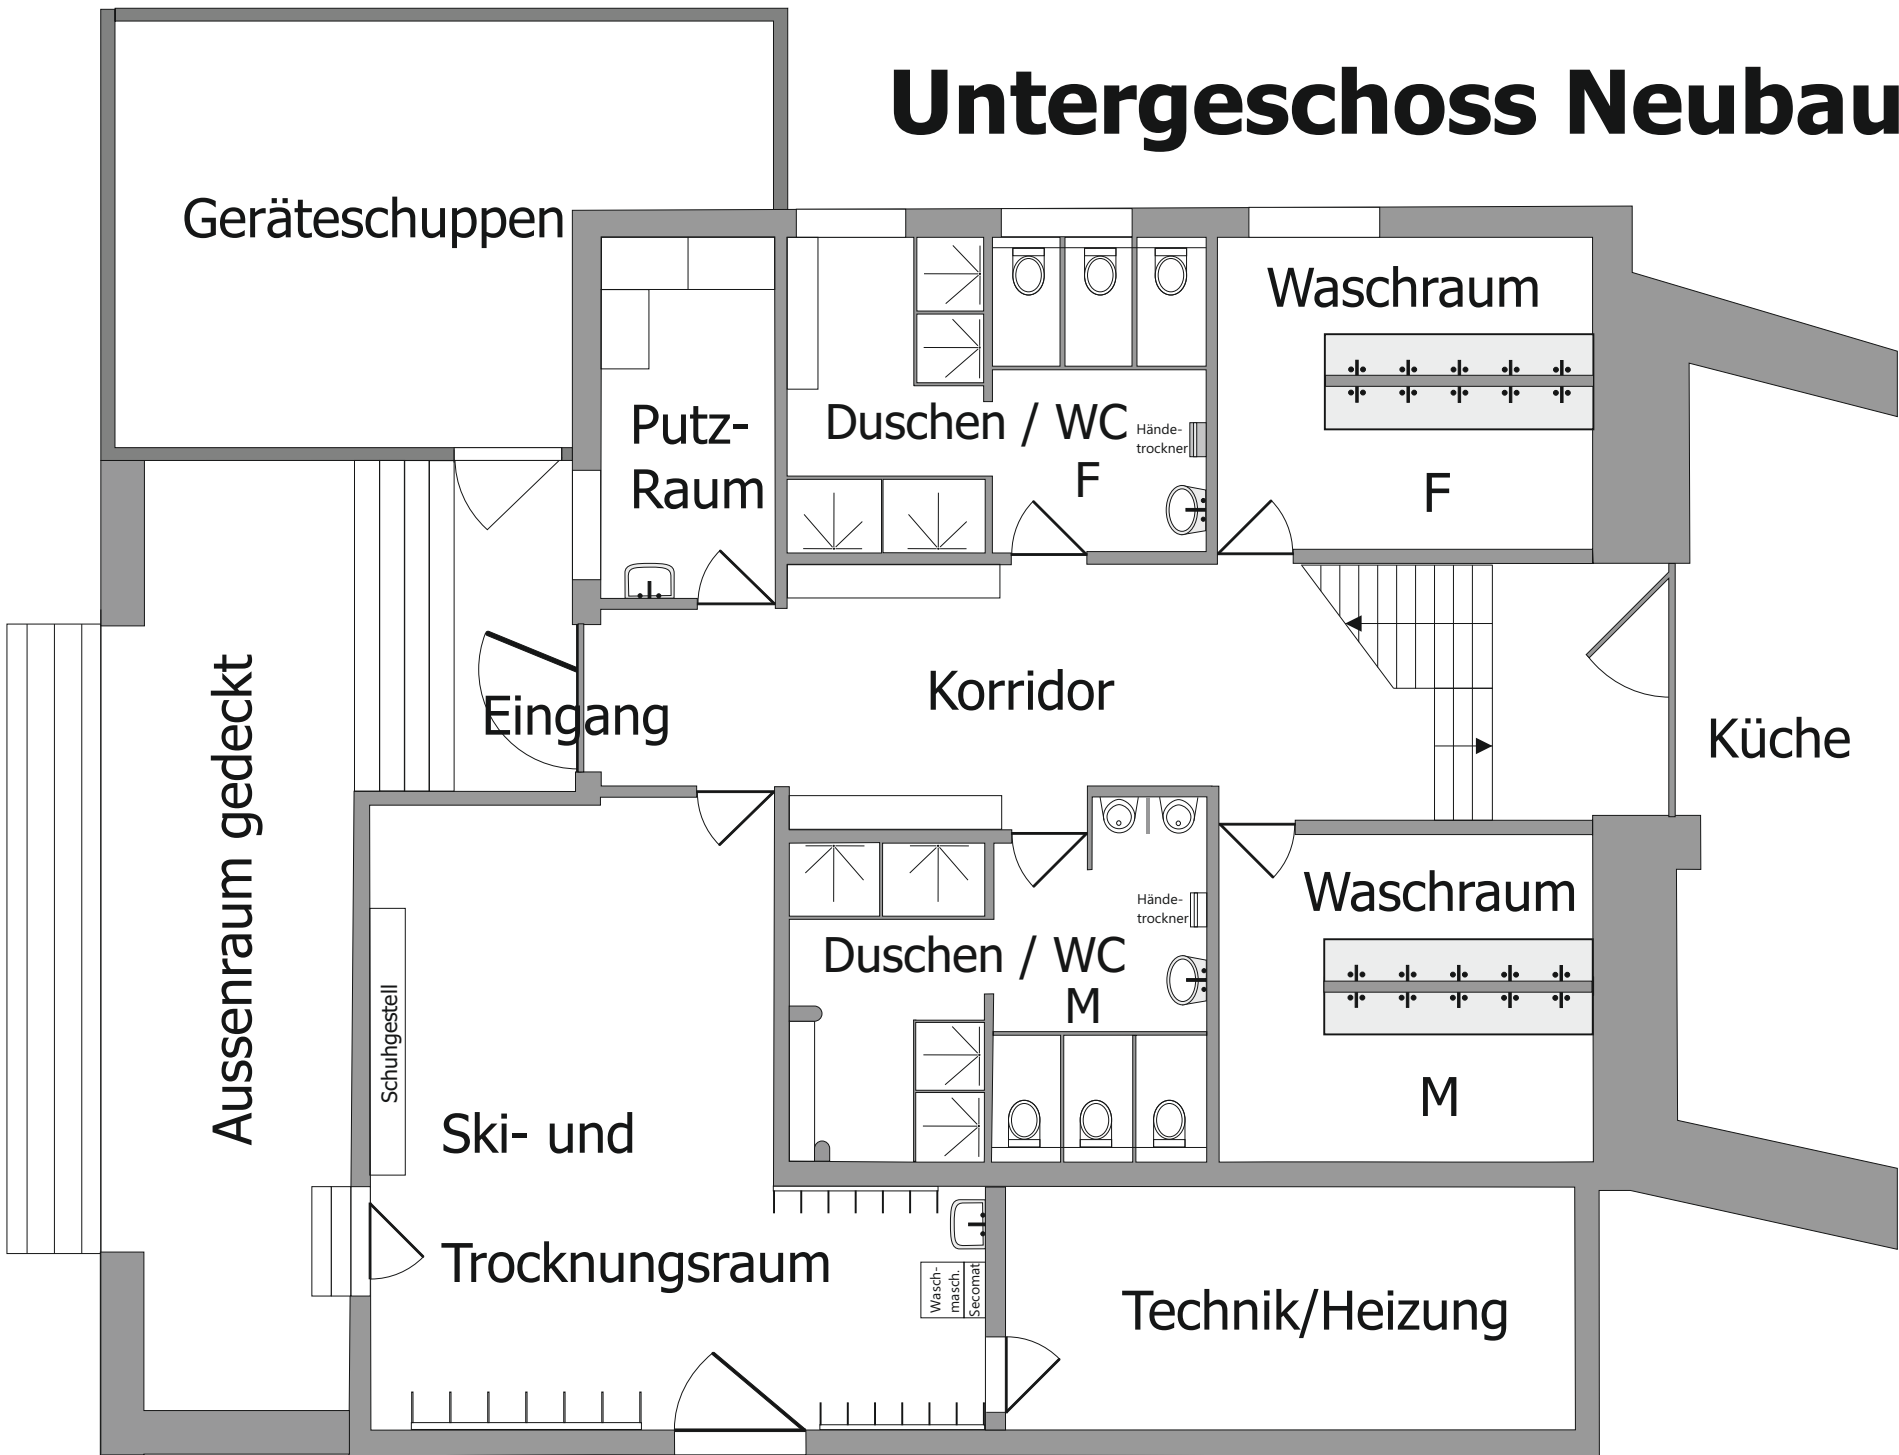 Untergeschoss Neubau
Geräteschuppen
Waschraum
F
Putz-
Raum
Duschen / WC
F
Hände-
trockner
Eingang
Korridor
Küche
Aussenraum gedeckt
Schuhgestell
Ski- und
Trocknungsraum
Duschen / WC
M
Hände-
trockner
Waschraum
M
Wasch-
masch.
Secomat
Technik/Heizung